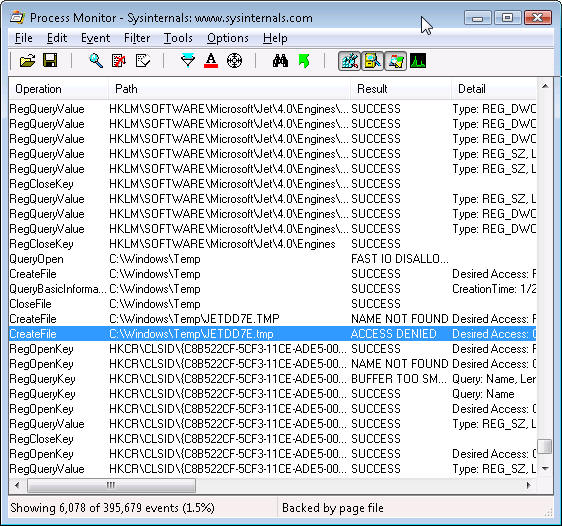 Process Monitor - Sysinternals: www.sysinternals.com
File Edit Event Filter Tools Options Help
Operation Path Result Detail
RegQueryValue HKLM\SOFTWARE\Microsoft\Jet\4.0\Engines\... SUCCESS Type: REG_DWO
RegQueryValue HKLM\SOFTWARE\Microsoft\Jet\4.0\Engines\... SUCCESS Type: REG_DWO
RegQueryValue HKLM\SOFTWARE\Microsoft\Jet\4.0\Engines\... SUCCESS Type: REG_DWO
RegQueryValue HKLM\SOFTWARE\Microsoft\Jet\4.0\Engines\... SUCCESS Type: REG_SZ, L
RegQueryValue HKLM\SOFTWARE\Microsoft\Jet\4.0\Engines\... SUCCESS Type: REG_SZ, L
RegCloseKey HKLM\SOFTWARE\Microsoft\Jet\4.0\Engines\... SUCCESS
RegQueryValue HKLM\SOFTWARE\Microsoft\Jet\4.0\Engines\... SUCCESS Type: REG_SZ, L
RegQueryValue HKLM\SOFTWARE\Microsoft\Jet\4.0\Engines\... SUCCESS Type: REG_DWO
RegQueryValue HKLM\SOFTWARE\Microsoft\Jet\4.0\Engines\... SUCCESS Type: REG_DWO
RegCloseKey HKLM\SOFTWARE\Microsoft\Jet\4.0\Engines SUCCESS
QueryOpen C:\Windows\Temp FAST IO DISALLO...
CreateFile C:\Windows\Temp SUCCESS Desired Access: F
QueryBasicInforma... C:\Windows\Temp SUCCESS CreationTime: 1/2
CloseFile C:\Windows\Temp SUCCESS
CreateFile C:\Windows\Temp\JETDD7E.TMP NAME NOT FOUND Desired Access: F
CreateFile C:\Windows\Temp\JETDD7E.tmp ACCESS DENIED Desired Access: G
RegOpenKey HKCR\CLSID\{C8B522CF-5CF3-11CE-ADE5-00... SUCCESS Desired Access: F
RegOpenKey HKCR\CLSID\{C8B522CF-5CF3-11CE-ADE5-00... NAME NOT FOUND Desired Access: Q
RegQueryKey HKCR\CLSID\{C8B522CF-5CF3-11CE-ADE5-00... BUFFER TOO SM... Query: Name, Len
RegQueryKey HKCR\CLSID\{C8B522CF-5CF3-11CE-ADE5-00... SUCCESS Query: Name
RegOpenKey HKCR\CLSID\{C8B522CF-5CF3-11CE-ADE5-00... SUCCESS Desired Access: Q
RegQueryValue HKCR\CLSID\{C8B522CF-5CF3-11CE-ADE5-00... SUCCESS Type: REG_SZ, L
RegCloseKey HKCR\CLSID\{C8B522CF-5CF3-11CE-ADE5-00... SUCCESS
RegOpenKey HKCR\CLSID\{C8B522CF-5CF3-11CE-ADE5-00... SUCCESS Desired Access: F
RegQueryValue HKCR\CLSID\{C8B522CF-5CF3-11CE-ADE5-00... SUCCESS Type: REG_SZ, L
Showing 6,078 of 395,679 events (1.5%) Backed by page file